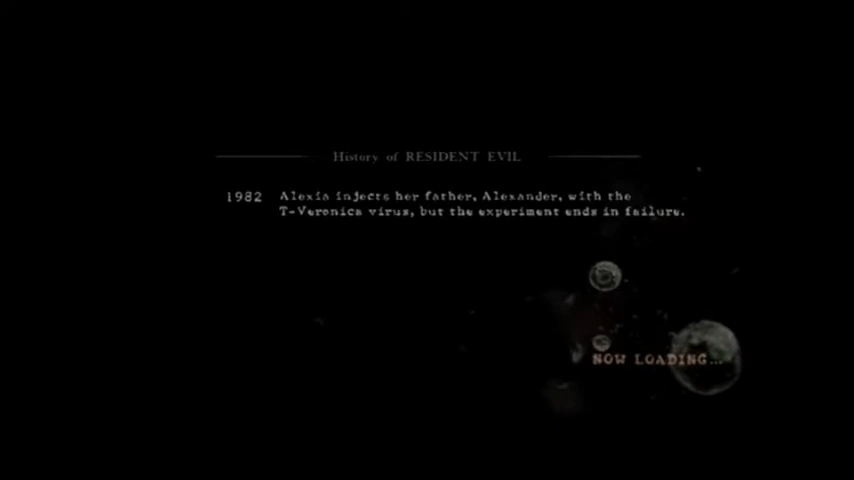 History of RESIDENT EVIL
1982 Alexia injects her father, Alexander, with the
T-Veronica virus, but the experiment ends in failure.
NOW LOADING...